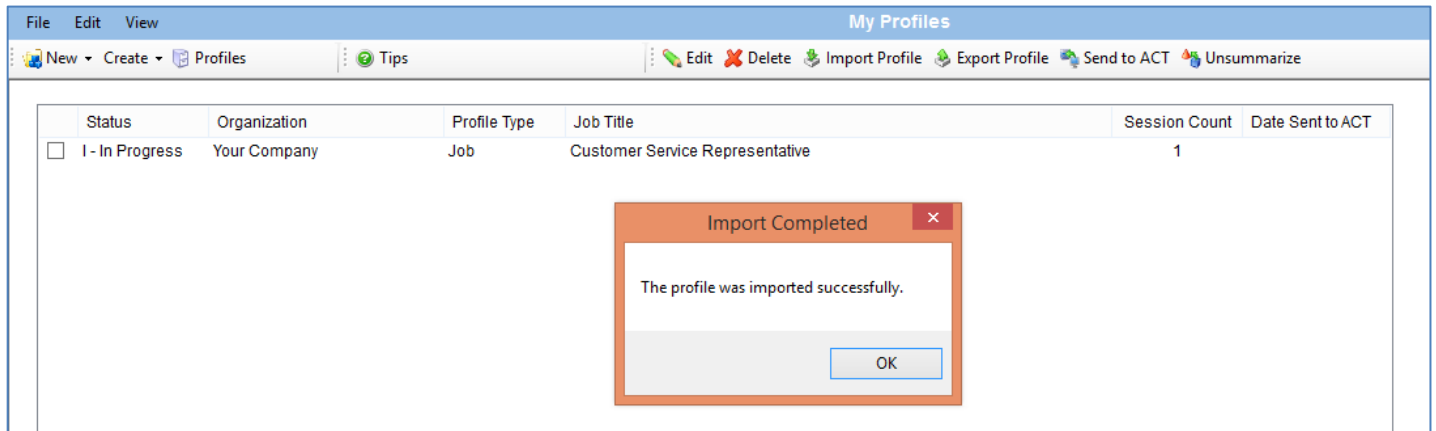 File Edit View My Profiles
New Create Profiles Tips Edit Delete Import Profile Export Profile Send to ACT Unsummarize
Status Organization Profile Type Job Title Session Count Date Sent to ACT
I - In Progress Your Company Job Customer Service Representative 1
Import Completed
The profile was imported successfully.
OK